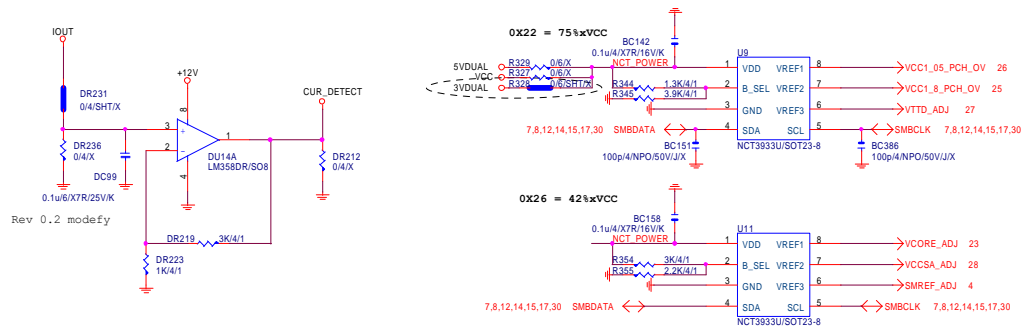 IOUT
DR231
0/4/SHT/X
DR236
0/4/X
DC99
0.1u/6/X7R/25V/K
Rev 0.2 modefy
+12V
8
3
+
1
2
-
4
DU14A
LM358DR/SO8
CUR_DETECT
DR212
0/4/X
DR219
3K/4/1
DR223
1K/4/1
0X22 = 75%xVCC
BC142
0.1u/4/X7R/16V/K
NCT_POWER
5VDUAL
R329
0/6/X
VCC
R327
0/6/X
3VDUAL
R328
0/6/SHT/X
R344
1.3K/4/1
R345
3.9K/4/1
U9
1
VDD
VREF1
8
VCC1_05_PCH_OV 26
2
B_SEL
VREF2
7
VCC1_8_PCH_OV 25
3
GND
VREF3
6
VTTD_ADJ 27
7,8,12,14,15,17,30 SMBDATA
4
SDA
SCL
5
SMBCLK 7,8,12,14,15,17,30
NCT3933U/SOT23-8
BC151
100p/4/NPO/50V/J/X
BC386
100p/4/NPO/50V/J/X
0X26 = 42%xVCC
BC158
0.1u/4/X7R/16V/K
NCT_POWER
R354
3K/4/1
R355
2.2K/4/1
U11
1
VDD
VREF1
8
VCORE_ADJ 23
2
B_SEL
VREF2
7
VCCSA_ADJ 28
3
GND
VREF3
6
SMREF_ADJ 4
7,8,12,14,15,17,30 SMBDATA
4
SDA
SCL
5
SMBCLK 7,8,12,14,15,17,30
NCT3933U/SOT23-8